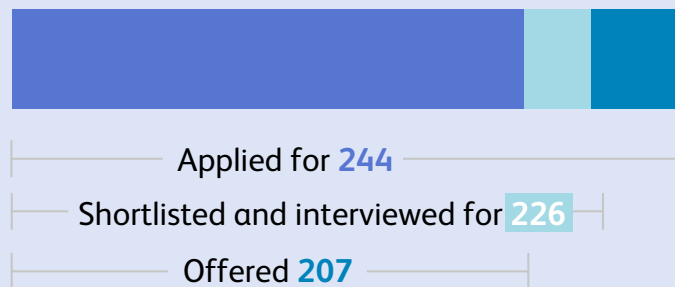 Applied for 244
Shortlisted and interviewed for 226
Offered 207